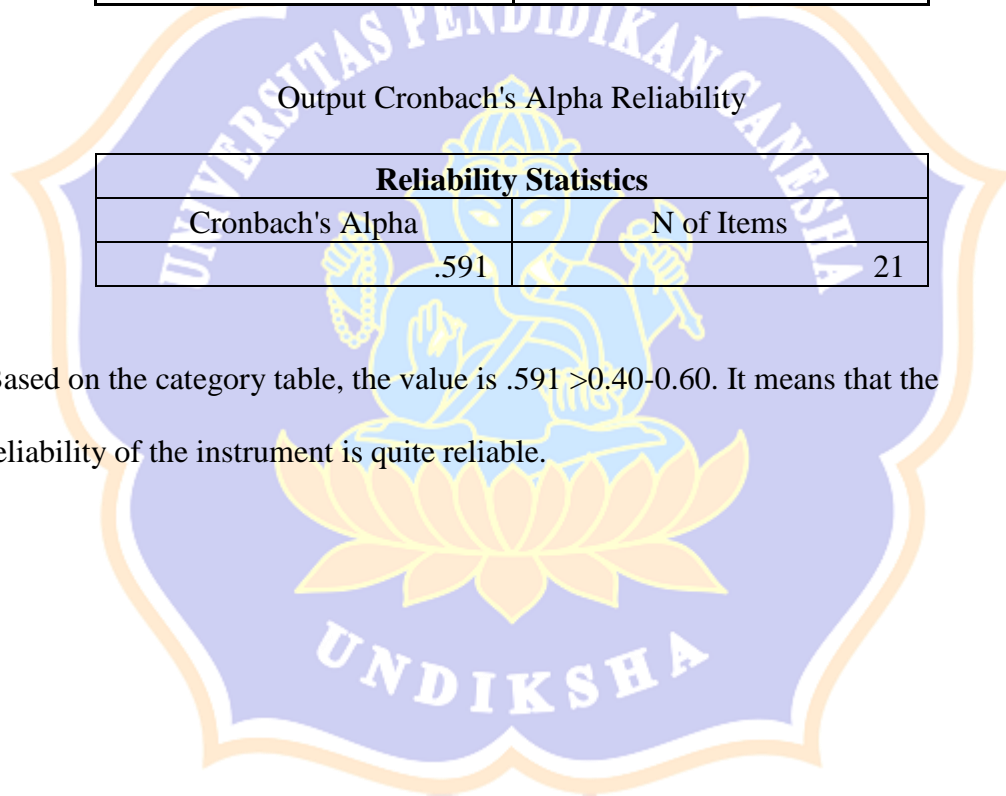 UNIVERSITAS PENDIDIKAN GANESHA
Output Cronbach's Alpha Reliability
Reliability Statistics
Cronbach's Alpha N of Items
.591 21
Based on the category table, the value is .591 >0.40-0.60. It means that the
reliability of the instrument is quite reliable.
UNDIKSHA